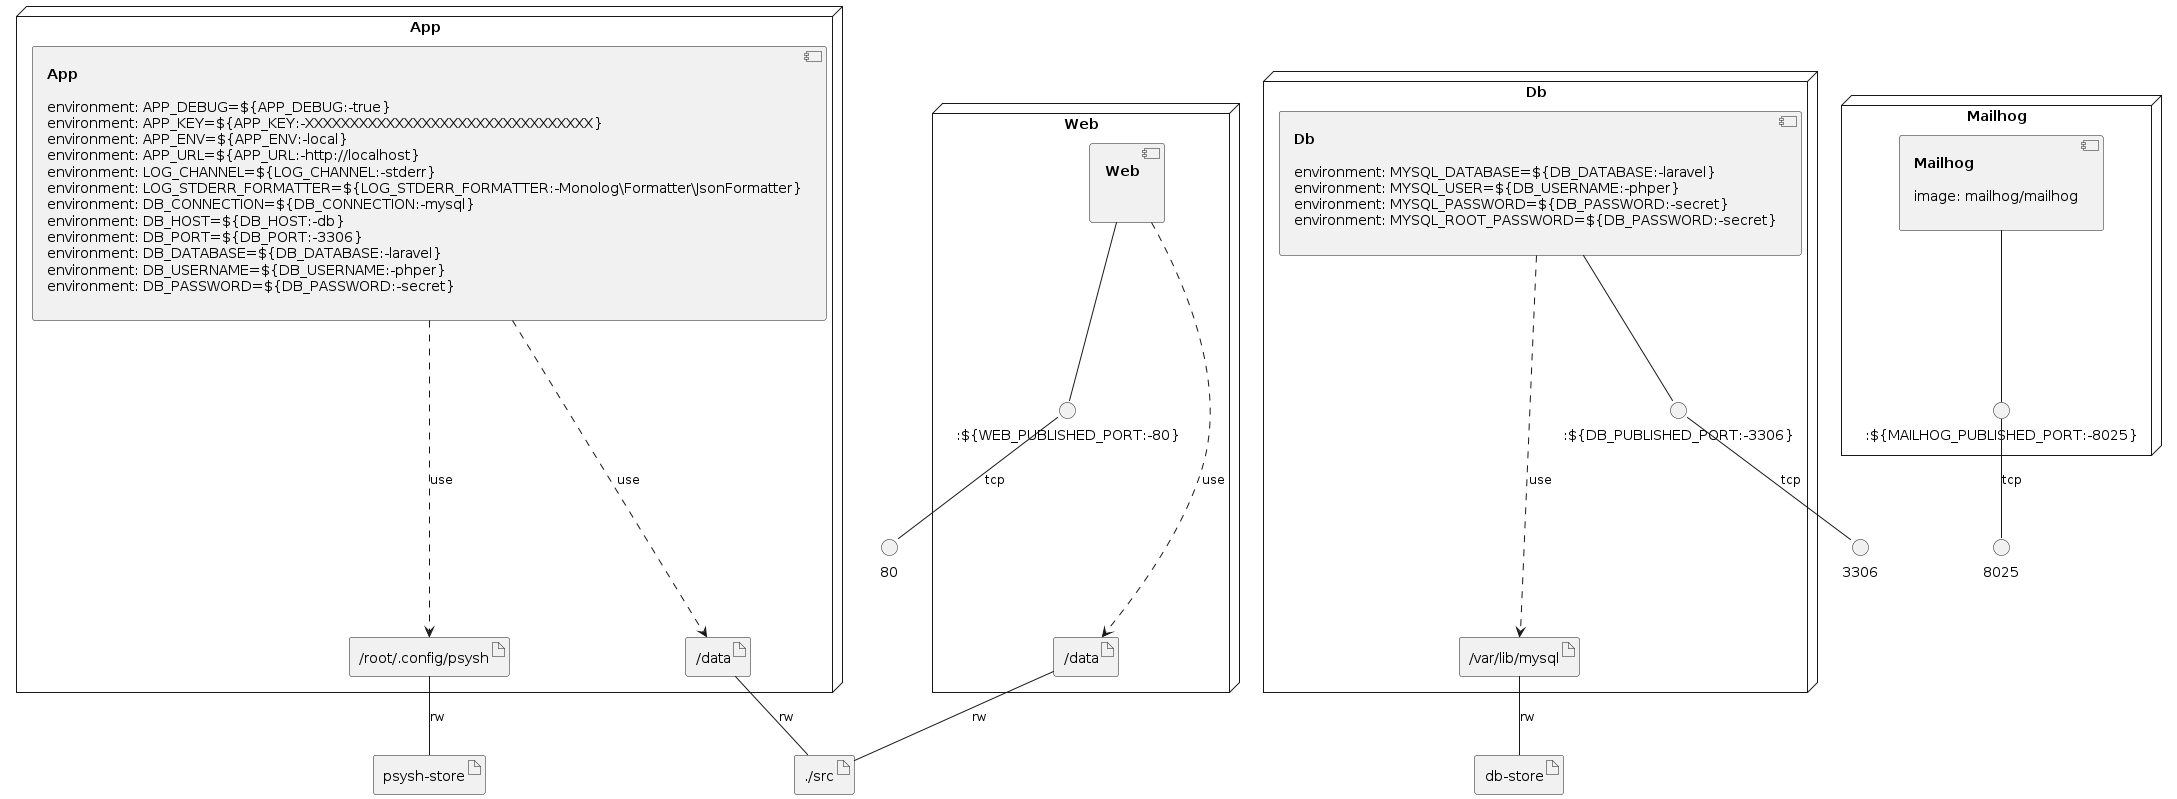 App
App
environment: APP_DEBUG=${APP_DEBUG:-true}
environment: APP_KEY=${APP_KEY:-XXXXXXXXXXXXXXXXXXXXXXXXXXXXXXXX}
environment: APP_ENV=${APP_ENV:-local}
environment: APP_URL=${APP_URL:-http://localhost}
environment: LOG_CHANNEL=${LOG_CHANNEL:-stderr}
environment: LOG_STDERR_FORMATTER=${LOG_STDERR_FORMATTER:-Monolog\Formatter\JsonFormatter}
environment: DB_CONNECTION=${DB_CONNECTION:-mysql}
environment: DB_HOST=${DB_HOST:-db}
environment: DB_PORT=${DB_PORT:-3306}
environment: DB_DATABASE=${DB_DATABASE:-laravel}
environment: DB_USERNAME=${DB_USERNAME:-phper}
environment: DB_PASSWORD=${DB_PASSWORD:-secret}
use
use
/root/.config/psysh
/data
rw
rw
psysh-store
./src
Web
Web
:${WEB_PUBLISHED_PORT:-80}
tcp
use
80
/data
rw
Db
Db
environment: MYSQL_DATABASE=${DB_DATABASE:-laravel}
environment: MYSQL_USER=${DB_USERNAME:-phper}
environment: MYSQL_PASSWORD=${DB_PASSWORD:-secret}
environment: MYSQL_ROOT_PASSWORD=${DB_PASSWORD:-secret}
:${DB_PUBLISHED_PORT:-3306}
use
tcp
3306
/var/lib/mysql
rw
db-store
Mailhog
Mailhog
image: mailhog/mailhog
:${MAILHOG_PUBLISHED_PORT:-8025}
tcp
8025